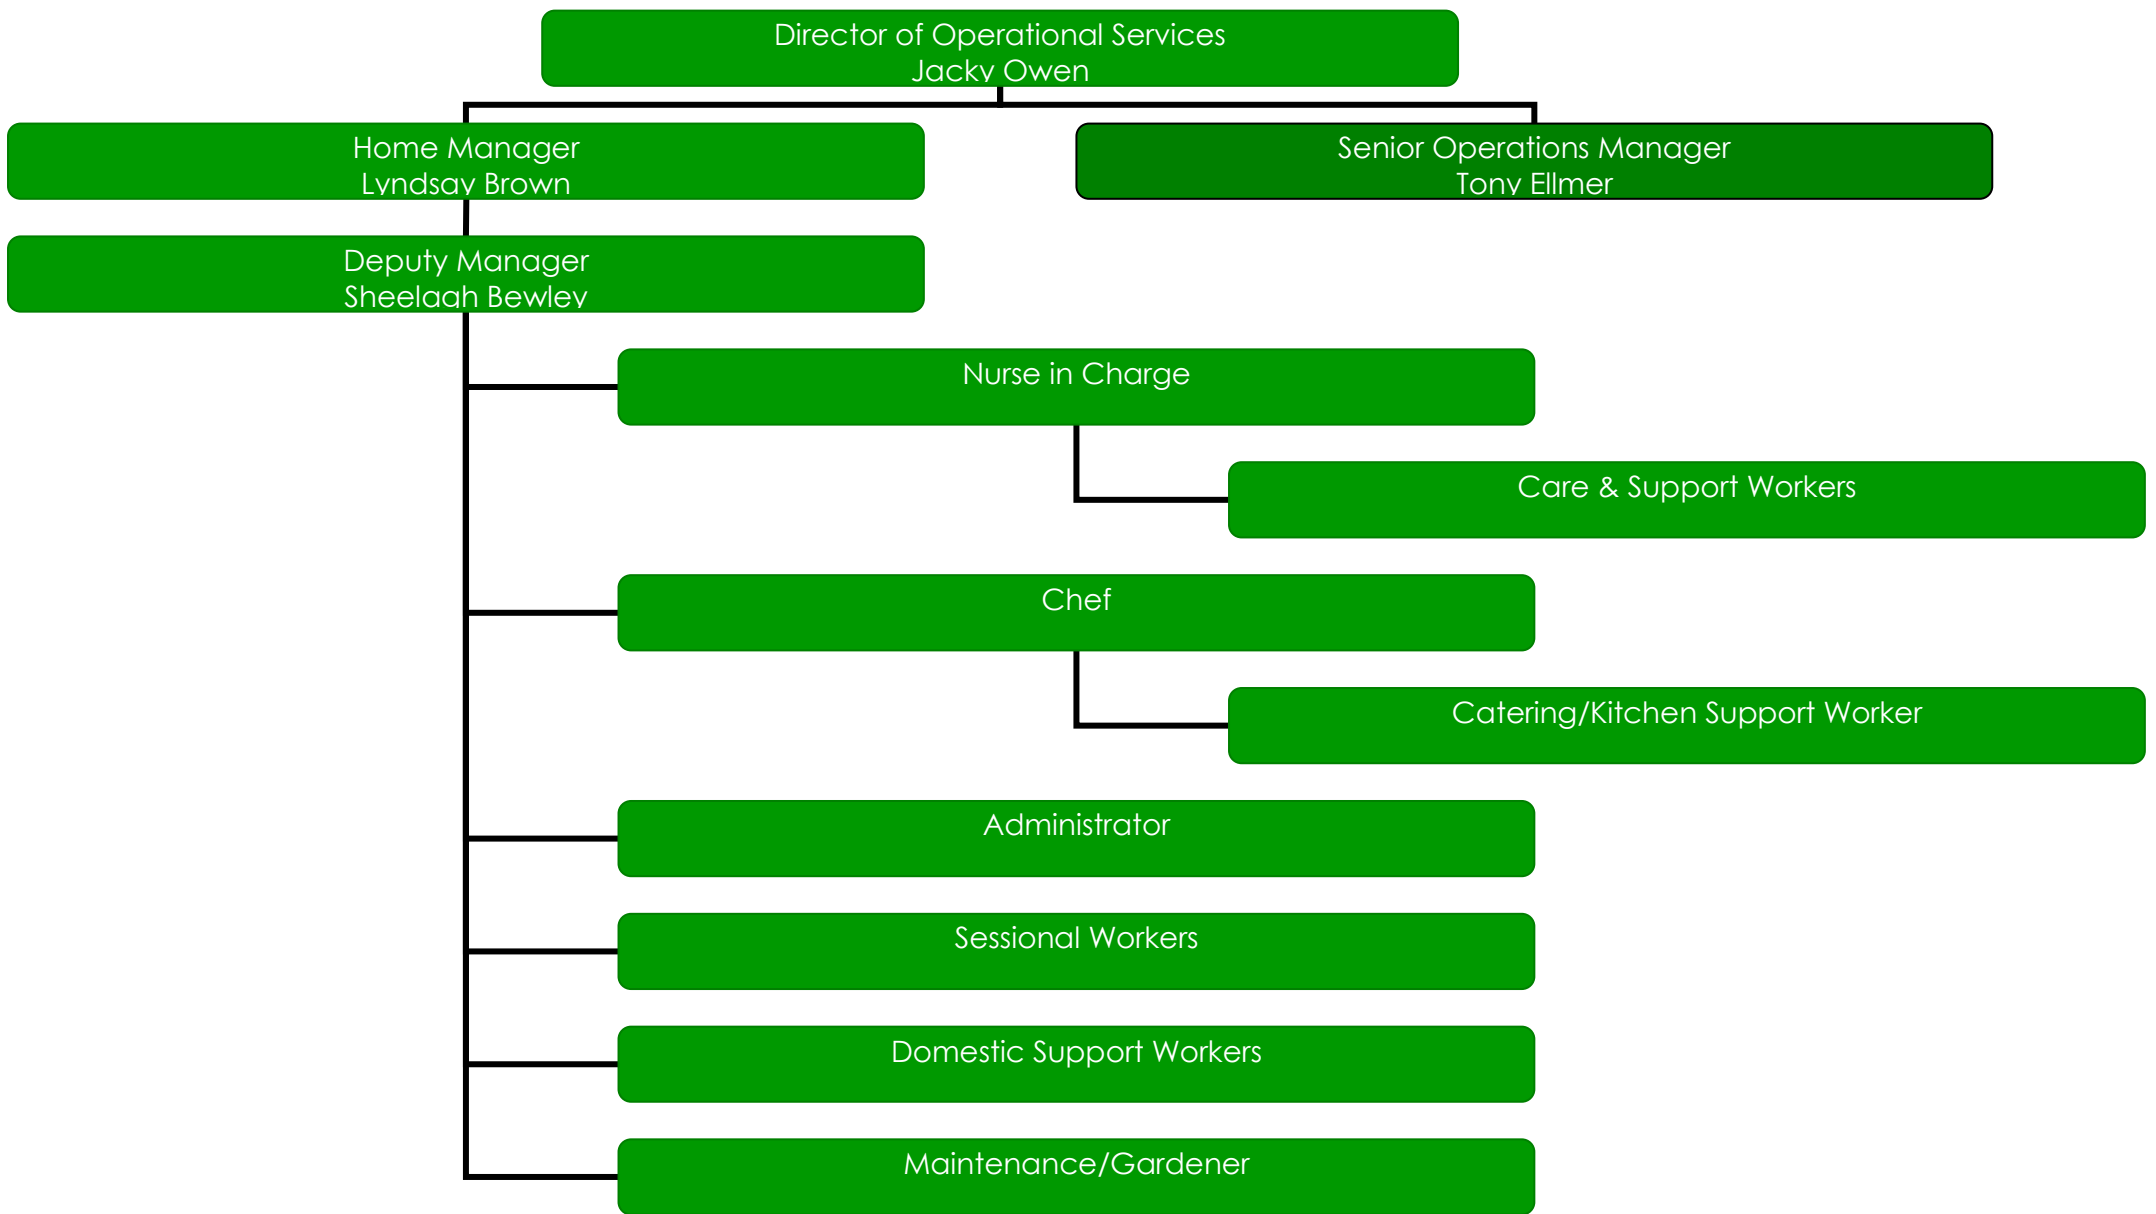 Director of Operational Services
Jacky Owen
Home Manager
Lyndsay Brown
Senior Operations Manager
Tony Ellmer
Deputy Manager
Sheelagh Bewley
Nurse in Charge
Care & Support Workers
Chef
Catering/Kitchen Support Worker
Administrator
Sessional Workers
Domestic Support Workers
Maintenance/Gardener